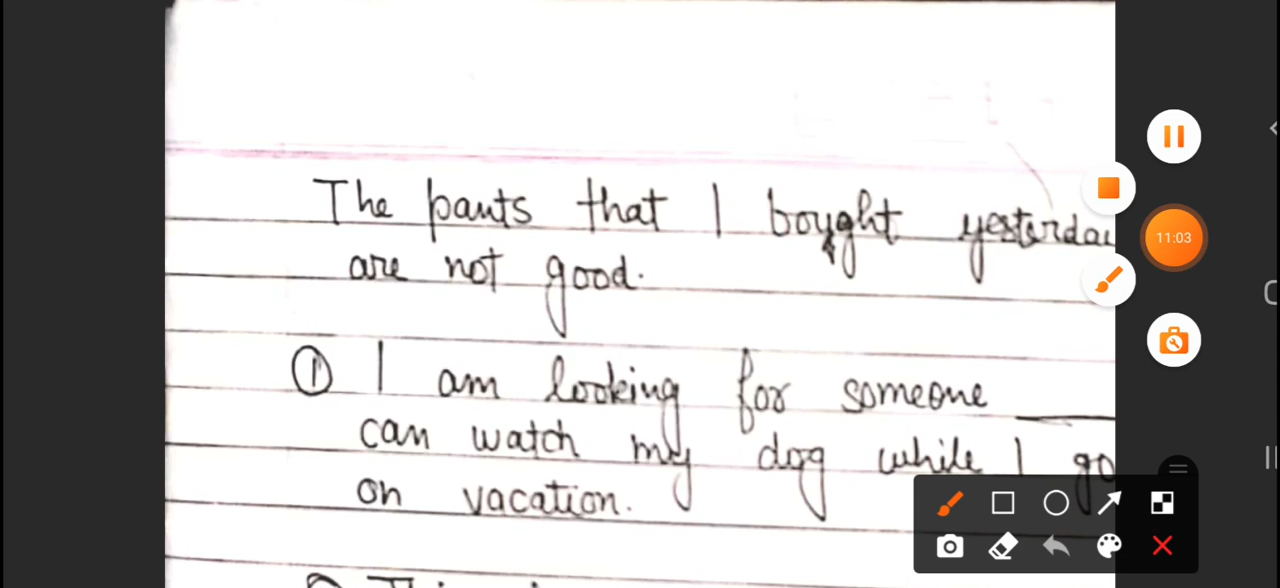 The pants that I bought yesterday
are not good.
① I am looking for someone ____
can watch my dog while I go
on vacation.
11:03